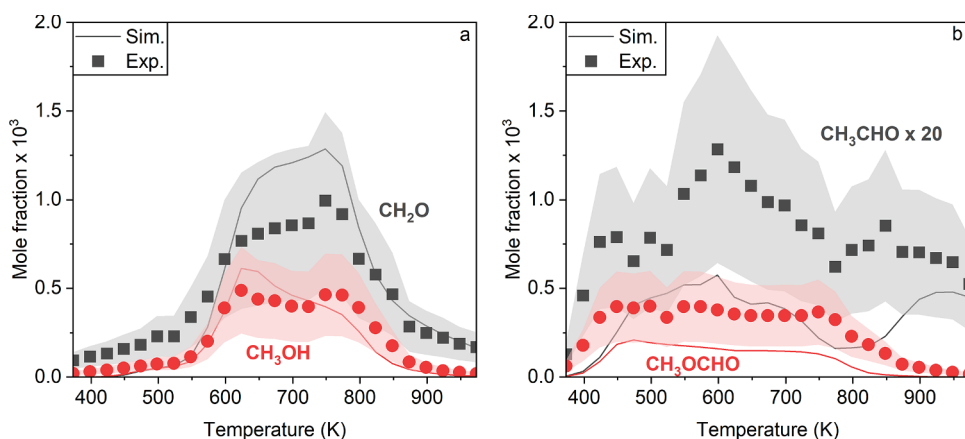 2.0
1.5
1.0
0.5
0.0
Mole fraction x 10³
Sim.
Exp.
a
CH₂O
CH₃OH
400 500 600 700 800 900
Temperature (K)
2.0
1.5
1.0
0.5
0.0
Mole fraction x 10³
Sim.
Exp.
b
CH₃CHO x 20
CH₃OCHO
400 500 600 700 800 900
Temperature (K)